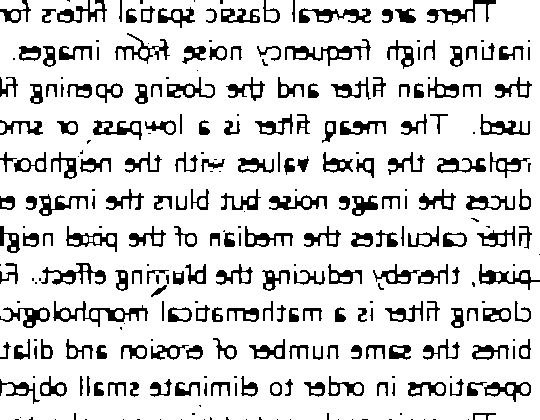 There are several classic spatial filters for
inating high frequency noise from images.
the median filter and the closing opening fil
used. The mean filter is a lowpass or smo
replaces the pixel values with the neighborh
duces the image noise but blurs the image e
filter calculates the median of the pixel neigh
pixel, thereby reducing the blurring effect. Fi
closing filter is a mathematical morphologic
bines the same number of erosion and dilat
operations in order to eliminate small object